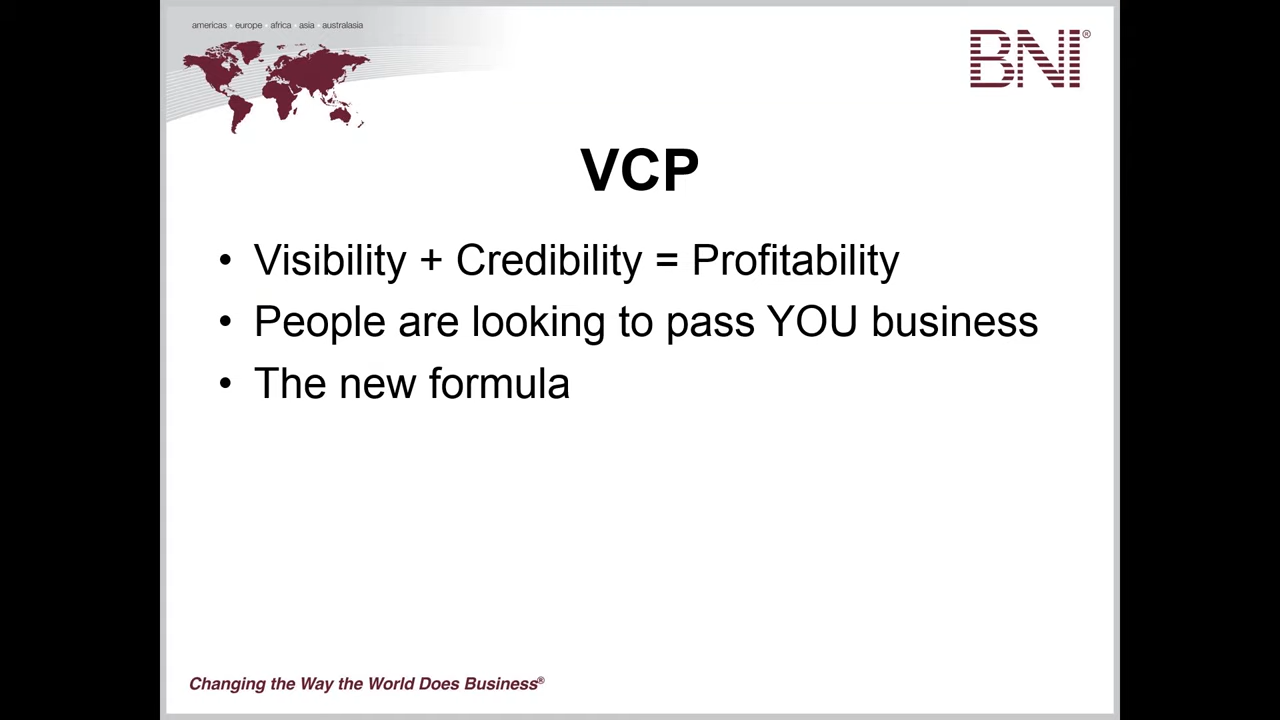 americas europe africa asia australasia
BNI®
VCP
• Visibility + Credibility = Profitability
• People are looking to pass YOU business
• The new formula
Changing the Way the World Does Business®